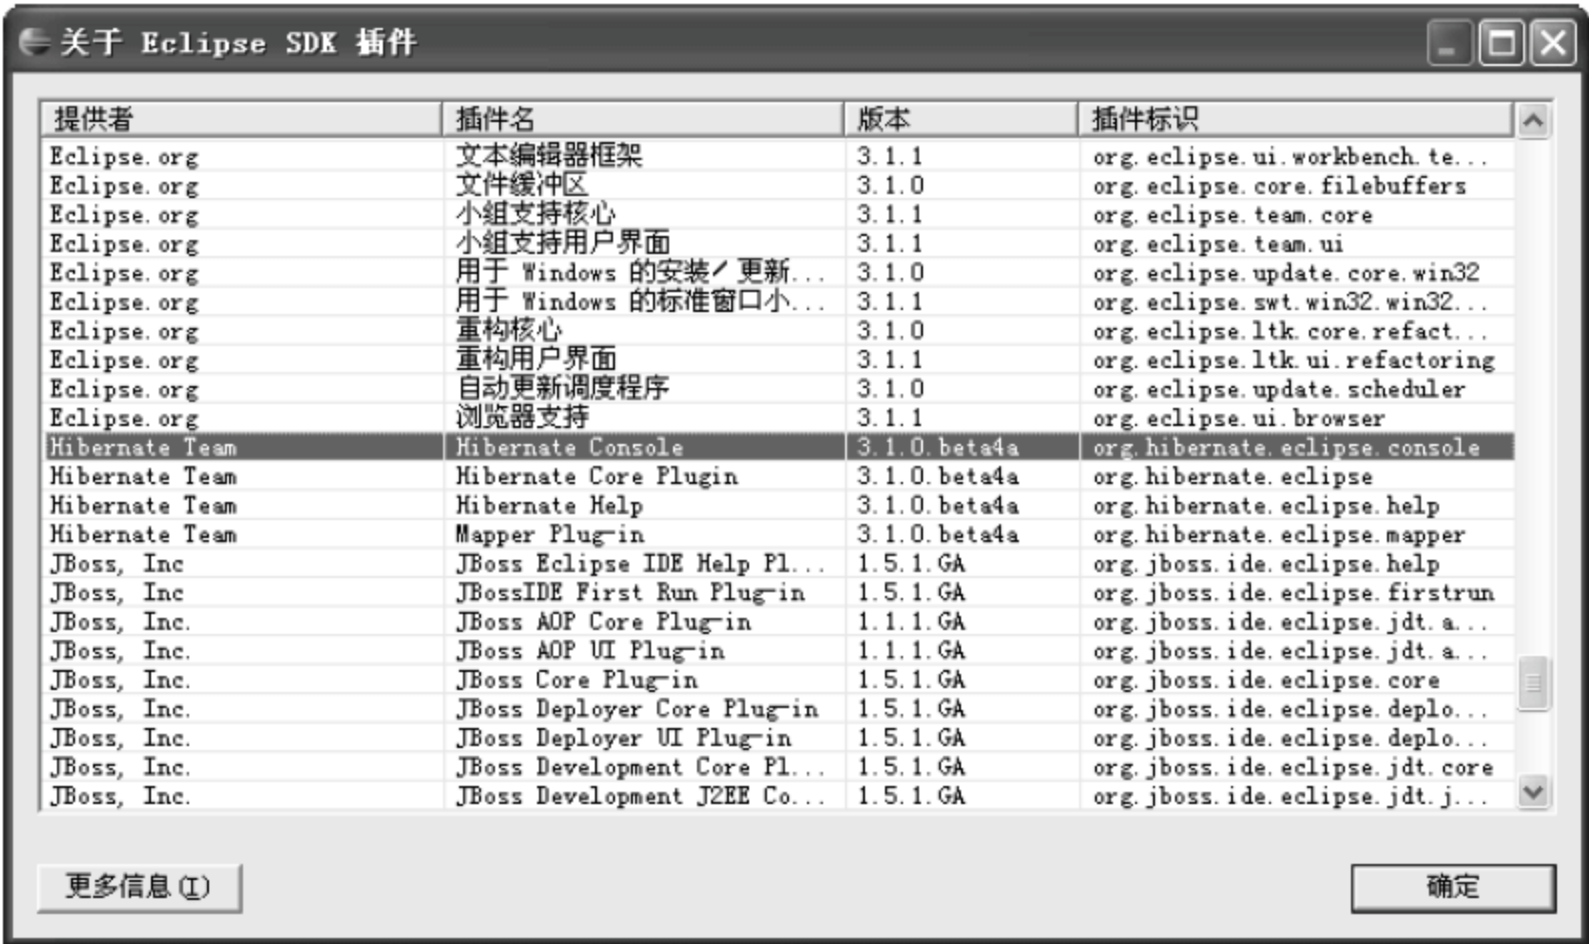 关于 Eclipse SDK 插件
提供者 插件名 版本 插件标识
Eclipse.org 文本编辑器框架 3.1.1 org.eclipse.ui.workbench.te...
Eclipse.org 文件缓冲区 3.1.0 org.eclipse.core.filebuffers
Eclipse.org 小组支持核心 3.1.1 org.eclipse.team.core
Eclipse.org 小组支持用户界面 3.1.1 org.eclipse.team.ui
Eclipse.org 用于 Windows 的安装／更新... 3.1.0 org.eclipse.update.core.win32
Eclipse.org 用于 Windows 的标准窗口小... 3.1.1 org.eclipse.swt.win32.win32...
Eclipse.org 重构核心 3.1.0 org.eclipse.ltk.core.refact...
Eclipse.org 重构用户界面 3.1.1 org.eclipse.ltk.ui.refactoring
Eclipse.org 自动更新调度程序 3.1.0 org.eclipse.update.scheduler
Eclipse.org 浏览器支持 3.1.1 org.eclipse.ui.browser
Hibernate Team Hibernate Console 3.1.0.beta4a org.hibernate.eclipse.console
Hibernate Team Hibernate Core Plugin 3.1.0.beta4a org.hibernate.eclipse
Hibernate Team Hibernate Help 3.1.0.beta4a org.hibernate.eclipse.help
Hibernate Team Mapper Plug-in 3.1.0.beta4a org.hibernate.eclipse.mapper
JBoss, Inc JBoss Eclipse IDE Help Pl... 1.5.1.GA org.jboss.ide.eclipse.help
JBoss, Inc JBossIDE First Run Plug-in 1.5.1.GA org.jboss.ide.eclipse.firstrun
JBoss, Inc. JBoss AOP Core Plug-in 1.1.1.GA org.jboss.ide.eclipse.jdt.a...
JBoss, Inc. JBoss AOP UI Plug-in 1.1.1.GA org.jboss.ide.eclipse.jdt.a...
JBoss, Inc. JBoss Core Plug-in 1.5.1.GA org.jboss.ide.eclipse.core
JBoss, Inc. JBoss Deployer Core Plug-in 1.5.1.GA org.jboss.ide.eclipse.deplo...
JBoss, Inc. JBoss Deployer UI Plug-in 1.5.1.GA org.jboss.ide.eclipse.deplo...
JBoss, Inc. JBoss Development Core Pl... 1.5.1.GA org.jboss.ide.eclipse.jdt.core
JBoss, Inc. JBoss Development J2EE Co... 1.5.1.GA org.jboss.ide.eclipse.jdt.j...
更多信息(I) 确定